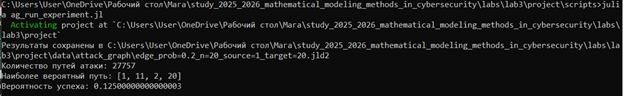 C:\Users\User\OneDrive\Рабочий стол\Мага\study_2025_2026_mathematical_modeling_methods_in_cybersecurity\labs\lab3\project\scripts>juli
a ag_run_experiment.jl
  Activating project at `C:\Users\User\OneDrive\Рабочий стол\Мага\study_2025_2026_mathematical_modeling_methods_in_cybersecurity\labs\
lab3\project`
Результаты сохранены в C:\Users\User\OneDrive\Рабочий стол\Мага\study_2025_2026_mathematical_modeling_methods_in_cybersecurity\labs\la
b3\project\data\attack_graph\edge_prob=0.2_n=20_source=1_target=20.jld2
Количество путей атаки: 27757
Наиболее вероятный путь: [1, 11, 2, 20]
Вероятность успеха: 0.12500000000000003